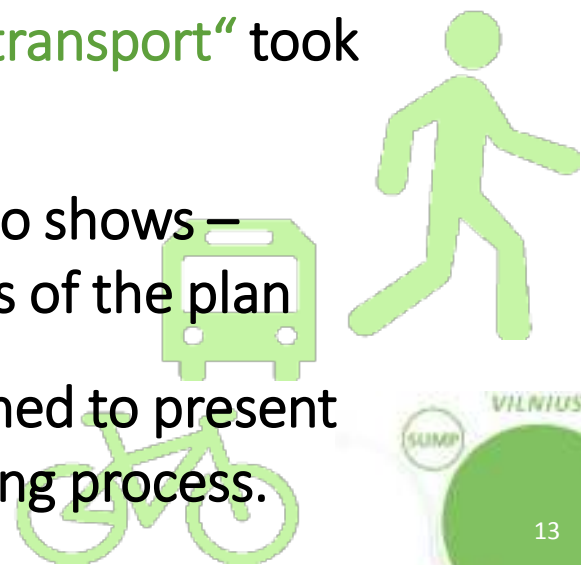 transport“ took
o shows –
s of the plan
ned to present
ng process.
VILNIUS
SUMP
13